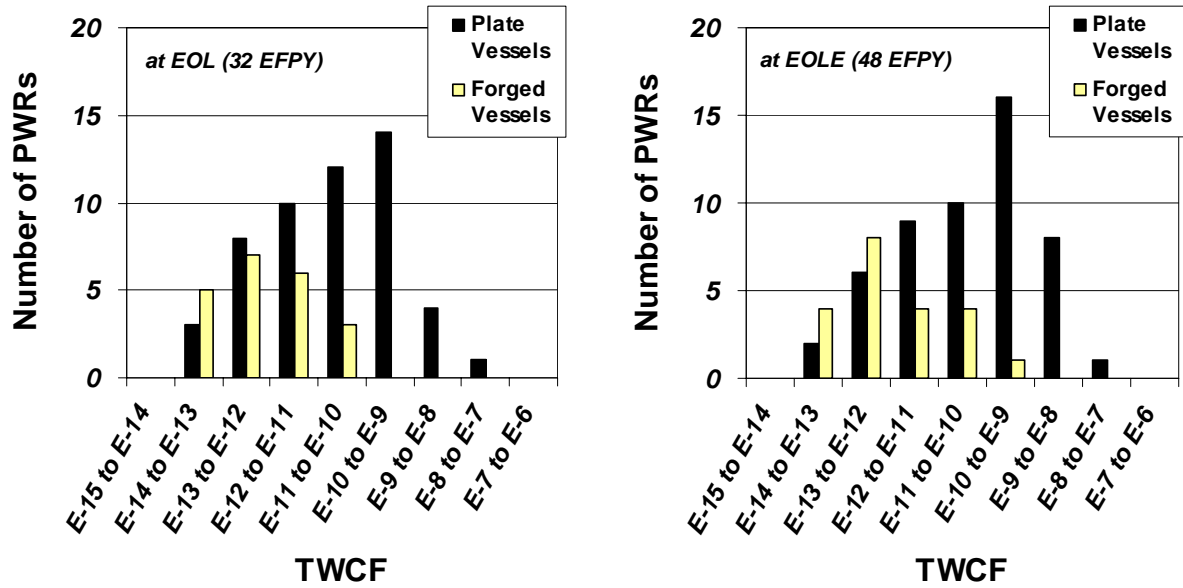 Number of PWRs
20
15
10
5
0
at EOL (32 EFPY)
Plate
Vessels
Forged
Vessels
E-15 to E-14
E-14 to E-13
E-13 to E-12
E-12 to E-11
E-11 to E-10
E-10 to E-9
E-9 to E-8
E-8 to E-7
E-7 to E-6
TWCF
Number of PWRs
20
15
10
5
0
at EOLE (48 EFPY)
Plate
Vessels
Forged
Vessels
E-15 to E-14
E-14 to E-13
E-13 to E-12
E-12 to E-11
E-11 to E-10
E-10 to E-9
E-9 to E-8
E-8 to E-7
E-7 to E-6
TWCF